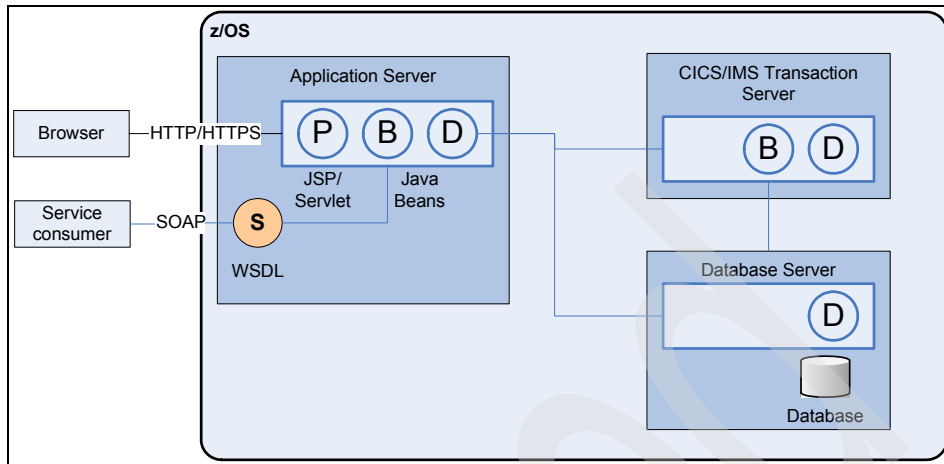 z/OS
Application Server
CICS/IMS Transaction
Server
Browser
HTTP/HTTPS
P
B
D
B
D
JSP/
Servlet
Java
Beans
Service
consumer
SOAP
S
WSDL
Database Server
D
Database